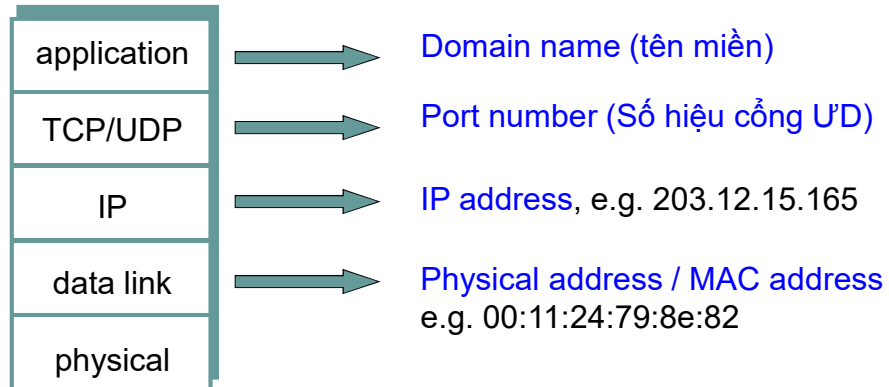 application
Domain name (tên miền)
TCP/UDP
Port number (Số hiệu cổng ƯD)
IP
IP address, e.g. 203.12.15.165
data link
Physical address / MAC address
e.g. 00:11:24:79:8e:82
physical